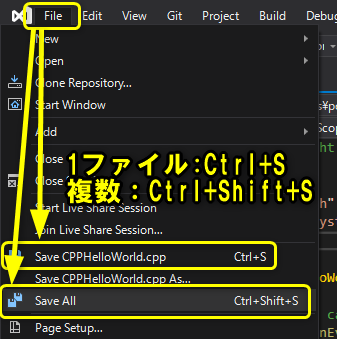 File Edit View Git Project Build Debug
New
Open
Clone Repository...
Start Window
Add
Close
Close
Start Live Share Session
Join Live Share Session...
1ファイル:Ctrl+S
複数:Ctrl+Shift+S
Save CPPHelloWorld.cpp Ctrl+S
Save CPPHelloWorld.cpp As...
Save All Ctrl+Shift+S
Page Setup...